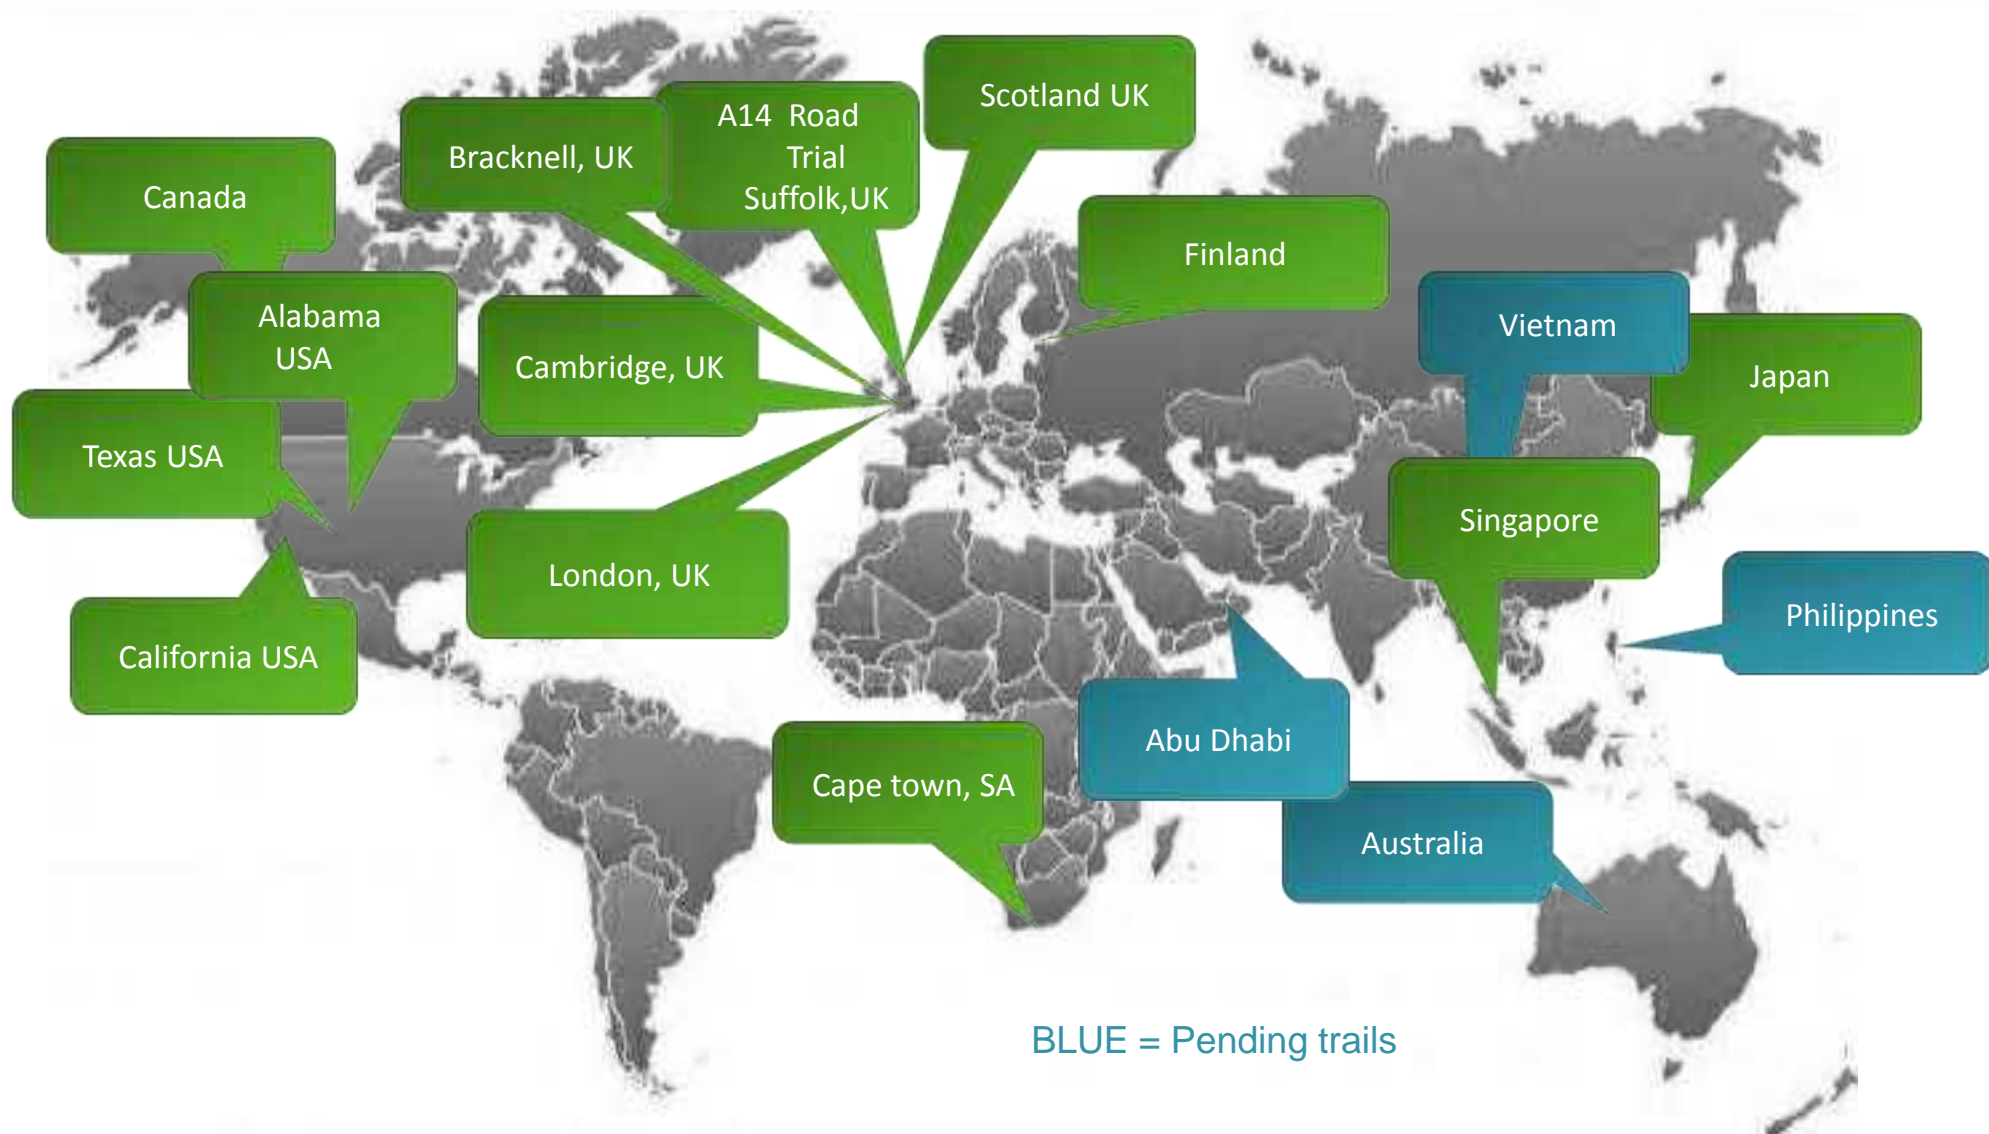 Scotland UK
A14 Road
Trial
Suffolk,UK
Bracknell, UK
Canada
Finland
Alabama
USA
Vietnam
Cambridge, UK
Japan
Texas USA
Singapore
London, UK
Philippines
California USA
Abu Dhabi
Cape town, SA
Australia
BLUE = Pending trails